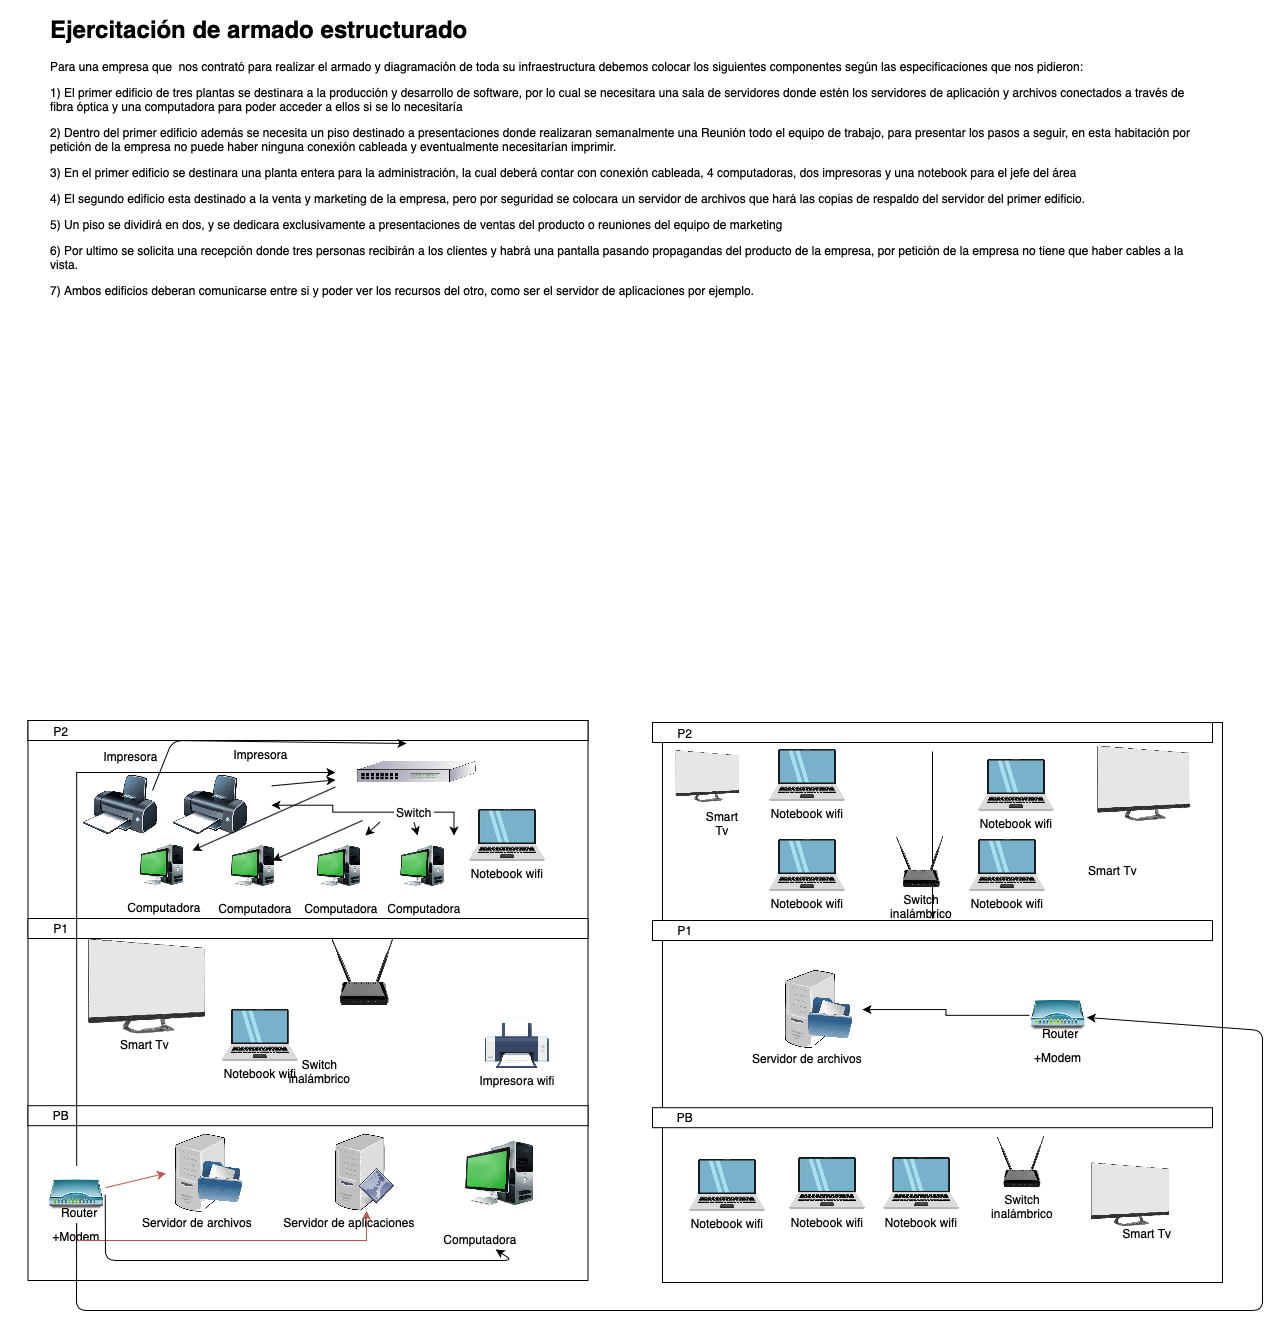 Ejercitación de armado estructurado
Para una empresa que  nos contrató para realizar el armado y diagramación de toda su infraestructura debemos colocar los siguientes componentes según las especificaciones que nos pidieron:
1) El primer edificio de tres plantas se destinara a la producción y desarrollo de software, por lo cual se necesitara una sala de servidores donde estén los servidores de aplicación y archivos conectados a través de
fibra óptica y una computadora para poder acceder a ellos si se lo necesitaría
2) Dentro del primer edificio además se necesita un piso destinado a presentaciones donde realizaran semanalmente una Reunión todo el equipo de trabajo, para presentar los pasos a seguir, en esta habitación por
petición de la empresa no puede haber ninguna conexión cableada y eventualmente necesitarían imprimir.
3) En el primer edificio se destinara una planta entera para la administración, la cual deberá contar con conexión cableada, 4 computadoras, dos impresoras y una notebook para el jefe del área
4) El segundo edificio esta destinado a la venta y marketing de la empresa, pero por seguridad se colocara un servidor de archivos que hará las copias de respaldo del servidor del primer edificio.
5) Un piso se dividirá en dos, y se dedicara exclusivamente a presentaciones de ventas del producto o reuniones del equipo de marketing
6) Por ultimo se solicita una recepción donde tres personas recibirán a los clientes y habrá una pantalla pasando propagandas del producto de la empresa, por petición de la empresa no tiene que haber cables a la
vista.
7) Ambos edificios deberan comunicarse entre si y poder ver los recursos del otro, como ser el servidor de aplicaciones por ejemplo.
P2
Impresora
Impresora
Switch
Notebook wifi
Computadora
Computadora
Computadora
Computadora
P1
Smart Tv
Notebook wifi
Switch
inalámbrico
Impresora wifi
PB
Router
+Modem
Servidor de archivos
Servidor de aplicaciones
Computadora
P2
Smart
Tv
Notebook wifi
Notebook wifi
Notebook wifi
Switch
inalámbrico
Notebook wifi
Smart Tv
P1
Servidor de archivos
Router
+Modem
PB
Notebook wifi
Notebook wifi
Notebook wifi
Switch
inalámbrico
Smart Tv